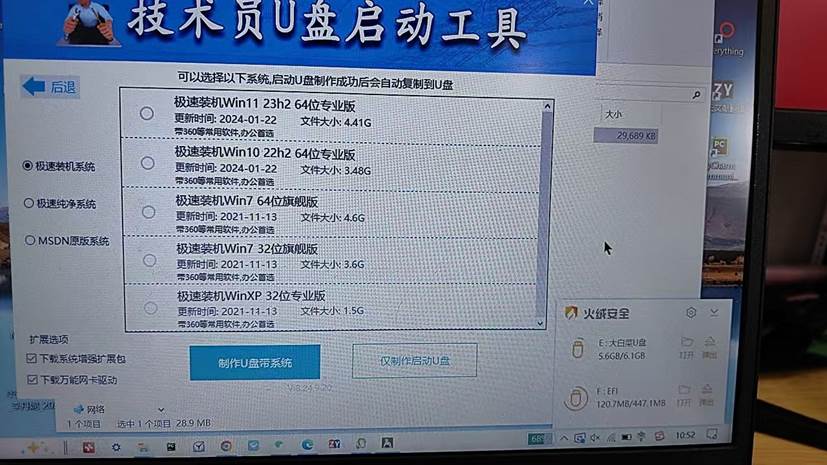 技术员U盘启动工具
后退
可以选择以下系统,启动U盘制作成功后会自动复制到U盘
极速装机系统
极速纯净系统
MSDN原版系统
极速装机Win11 23h2 64位专业版
更新时间: 2024-01-22 文件大小: 4.41G
带360等常用软件,办公首选
极速装机Win10 22h2 64位专业版
更新时间: 2024-01-22 文件大小: 3.48G
带360等常用软件,办公首选
极速装机Win7 64位旗舰版
更新时间: 2021-11-13 文件大小: 4.6G
带360等常用软件,办公首选
极速装机Win7 32位旗舰版
更新时间: 2021-11-13 文件大小: 3.6G
带360等常用软件,办公首选
极速装机WinXP 32位专业版
更新时间: 2021-11-13 文件大小: 1.5G
带360等常用软件,办公首选
扩展选项
下载系统增强扩展包
下载万能网卡驱动
制作U盘带系统
仅制作启动U盘
V:8.24.9.20
大小
29,689 KB
ZY
PC
火绒安全
E: 大白菜U盘
5.6GB/6.1GB
打开 弹出
F: EFI
120.7MB/447.1MB
打开 弹出
网络
1 个项目 选中 1 个项目 28.9 MB
ZY
68%
10:52